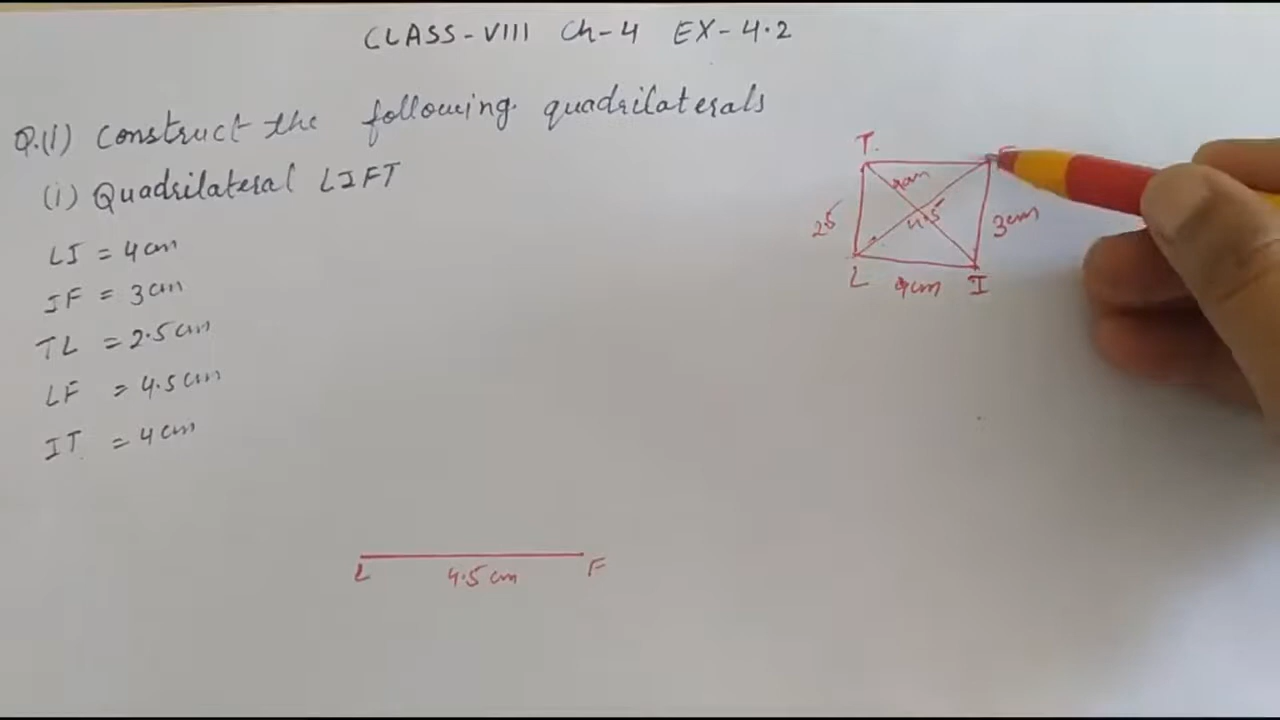 CLASS-VIII Ch-4 EX-4.2
Q.(1) Construct the following quadrilaterals
(i) Quadrilateral LIFT
LI = 4cm
IF = 3cm
TL = 2.5cm
LF = 4.5cm
IT = 4cm
T
4cm
2.5
4.5
3cm
L 4cm I
L 4.5cm F